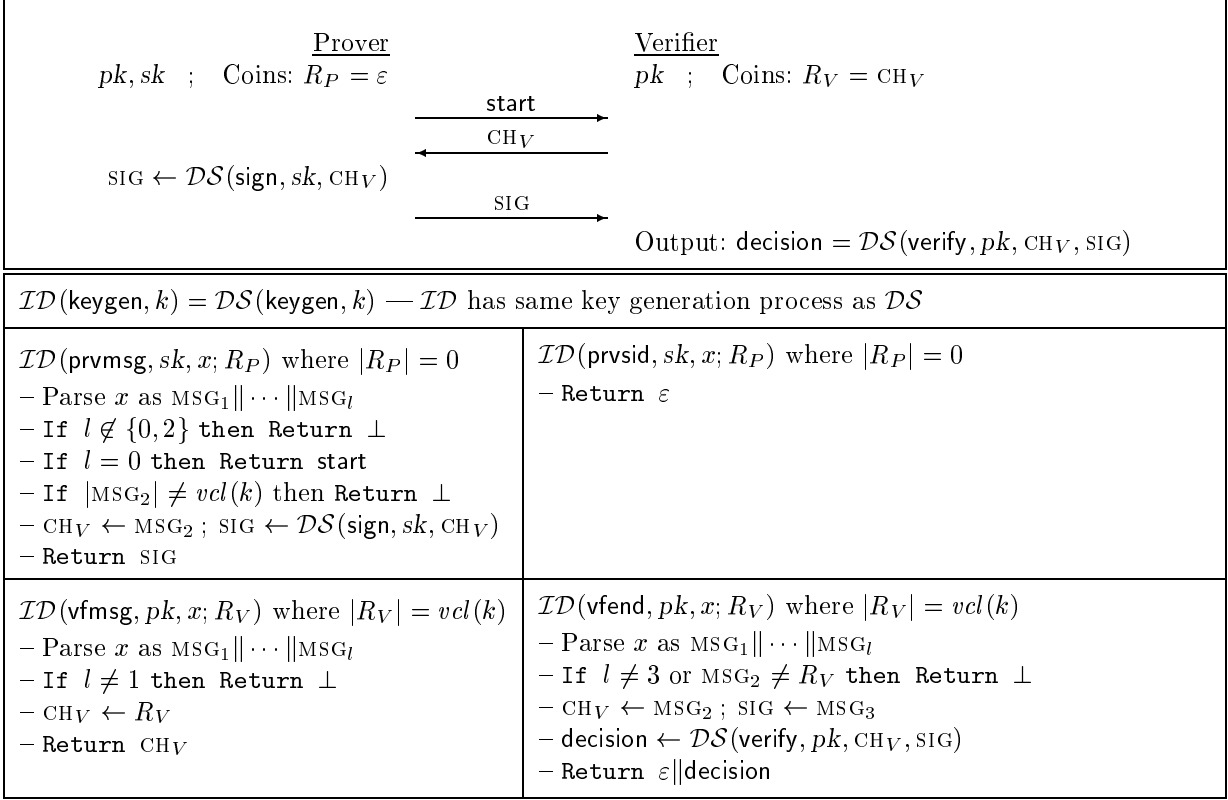 Prover
Verifier
pk, sk ; Coins: R_P = ε
pk ; Coins: R_V = CH_V
start
CH_V
SIG ← 𝒟𝒮(sign, sk, CH_V)
SIG
Output: decision = 𝒟𝒮(verify, pk, CH_V, SIG)
ℐ𝒟(keygen, k) = 𝒟𝒮(keygen, k) — ℐ𝒟 has same key generation process as 𝒟𝒮
ℐ𝒟(prvmsg, sk, x; R_P) where |R_P| = 0
– Parse x as MSG_1‖···‖MSG_l
– If l ∉ {0, 2} then Return ⊥
– If l = 0 then Return start
– If |MSG_2| ≠ vcl(k) then Return ⊥
– CH_V ← MSG_2 ; SIG ← 𝒟𝒮(sign, sk, CH_V)
– Return SIG
ℐ𝒟(prvsid, sk, x; R_P) where |R_P| = 0
– Return ε
ℐ𝒟(vfmsg, pk, x; R_V) where |R_V| = vcl(k)
– Parse x as MSG_1‖···‖MSG_l
– If l ≠ 1 then Return ⊥
– CH_V ← R_V
– Return CH_V
ℐ𝒟(vfend, pk, x; R_V) where |R_V| = vcl(k)
– Parse x as MSG_1‖···‖MSG_l
– If l ≠ 3 or MSG_2 ≠ R_V then Return ⊥
– CH_V ← MSG_2 ; SIG ← MSG_3
– decision ← 𝒟𝒮(verify, pk, CH_V, SIG)
– Return ε‖decision